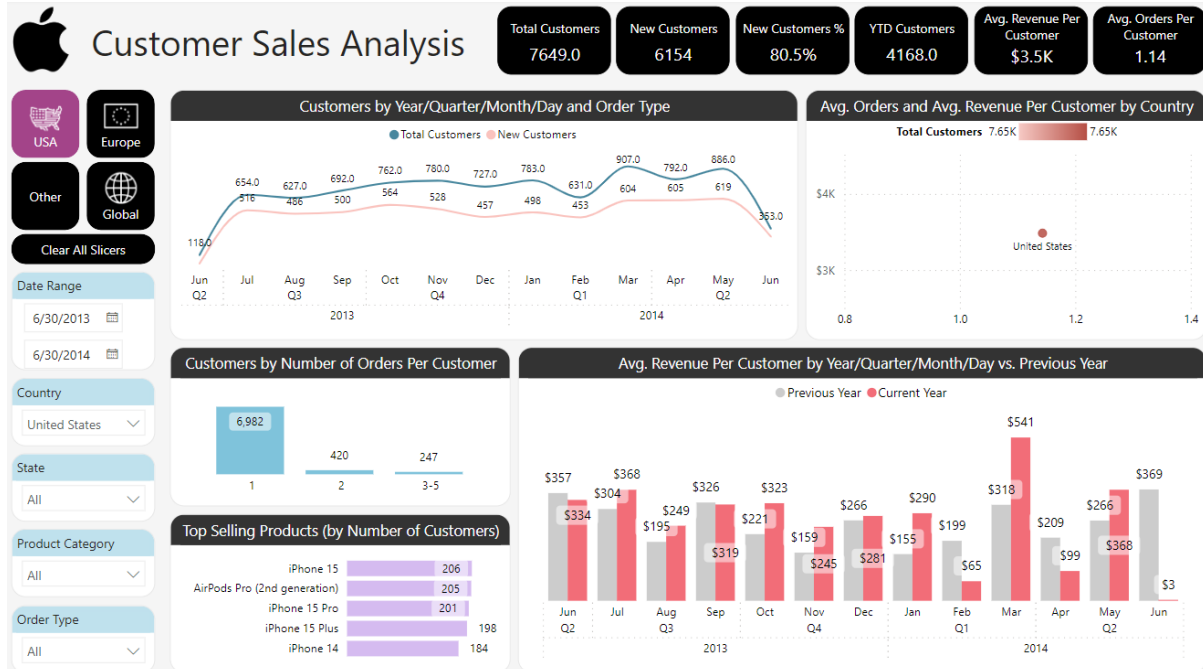 Customer Sales Analysis
Total Customers
7649.0
New Customers
6154
New Customers %
80.5%
YTD Customers
4168.0
Avg. Revenue Per
Customer
$3.5K
Avg. Orders Per
Customer
1.14
USA
Europe
Other
Global
Clear All Slicers
Date Range
6/30/2013
6/30/2014
Country
United States
State
All
Product Category
All
Order Type
All
Customers by Year/Quarter/Month/Day and Order Type
Total Customers New Customers
118.0 654.0 627.0 692.0 762.0 780.0 727.0 783.0 631.0 907.0 792.0 886.0 353.0
516 486 500 564 528 457 498 453 604 605 619
Jun Jul Aug Sep Oct Nov Dec Jan Feb Mar Apr May Jun
Q2 Q3 Q4 Q1 Q2
2013 2014
Avg. Orders and Avg. Revenue Per Customer by Country
Total Customers 7.65K 7.65K
$4K
United States
$3K
0.8 1.0 1.2 1.4
Customers by Number of Orders Per Customer
6,982 420 247
1 2 3-5
Top Selling Products (by Number of Customers)
iPhone 15 206
AirPods Pro (2nd generation) 205
iPhone 15 Pro 201
iPhone 15 Plus 198
iPhone 14 184
Avg. Revenue Per Customer by Year/Quarter/Month/Day vs. Previous Year
Previous Year Current Year
$357 $304 $195 $326 $221 $159 $266 $155 $199 $318 $209 $266 $369
$334 $368 $249 $319 $323 $245 $281 $290 $65 $541 $99 $368 $3
Jun Jul Aug Sep Oct Nov Dec Jan Feb Mar Apr May Jun
Q2 Q3 Q4 Q1 Q2
2013 2014